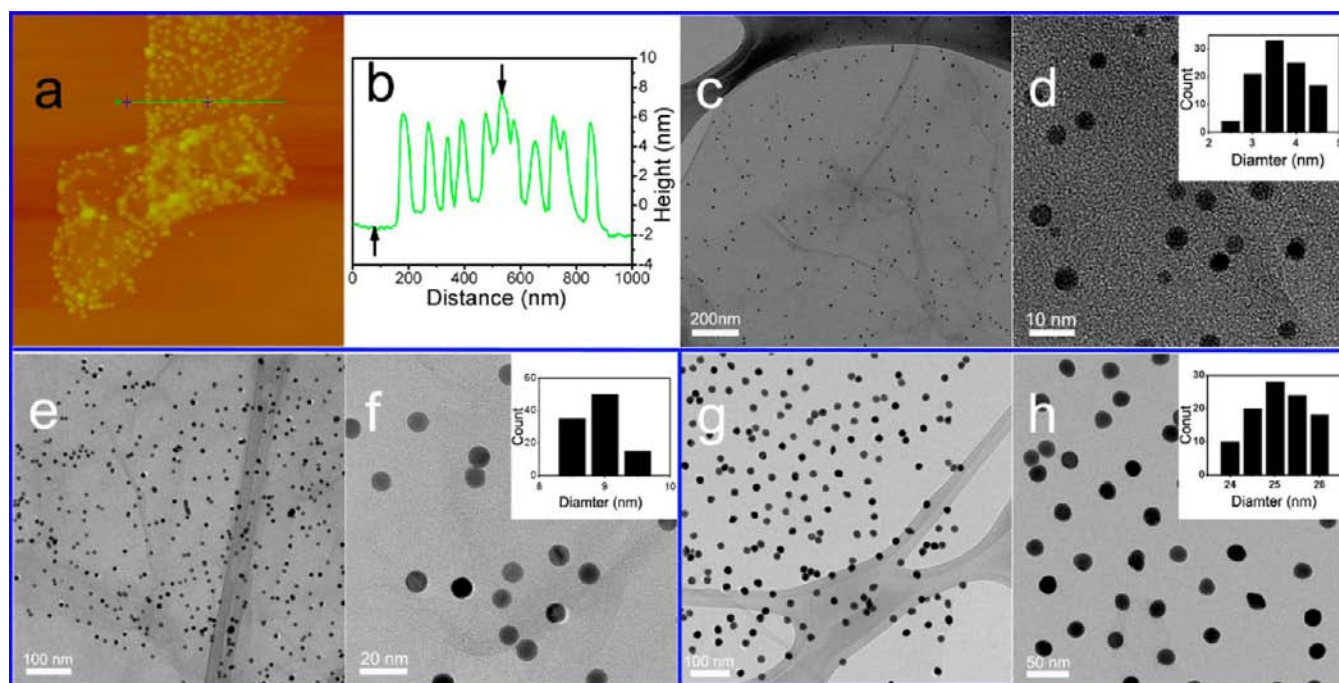 a
b
10
8
6
4
2
0
-2
-4
Height (nm)
0 200 400 600 800 1000
Distance (nm)
c
200nm
d
10 nm
30
15
0
Count
2 3 4 5
Diamter (nm)
e
100 nm
f
20 nm
60
40
20
0
Count
8 9 10
Diamter (nm)
g
100 nm
h
50 nm
30
20
10
0
Conut
24 25 26
Diamter (nm)